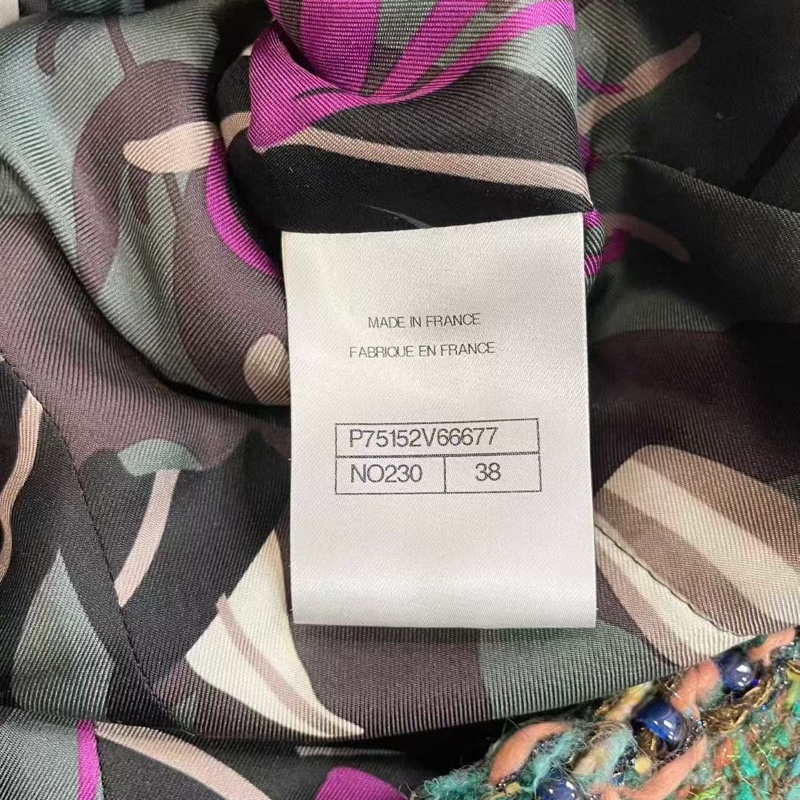 MADE IN FRANCE
FABRIQUE EN FRANCE
P75152V66677
NO230 38